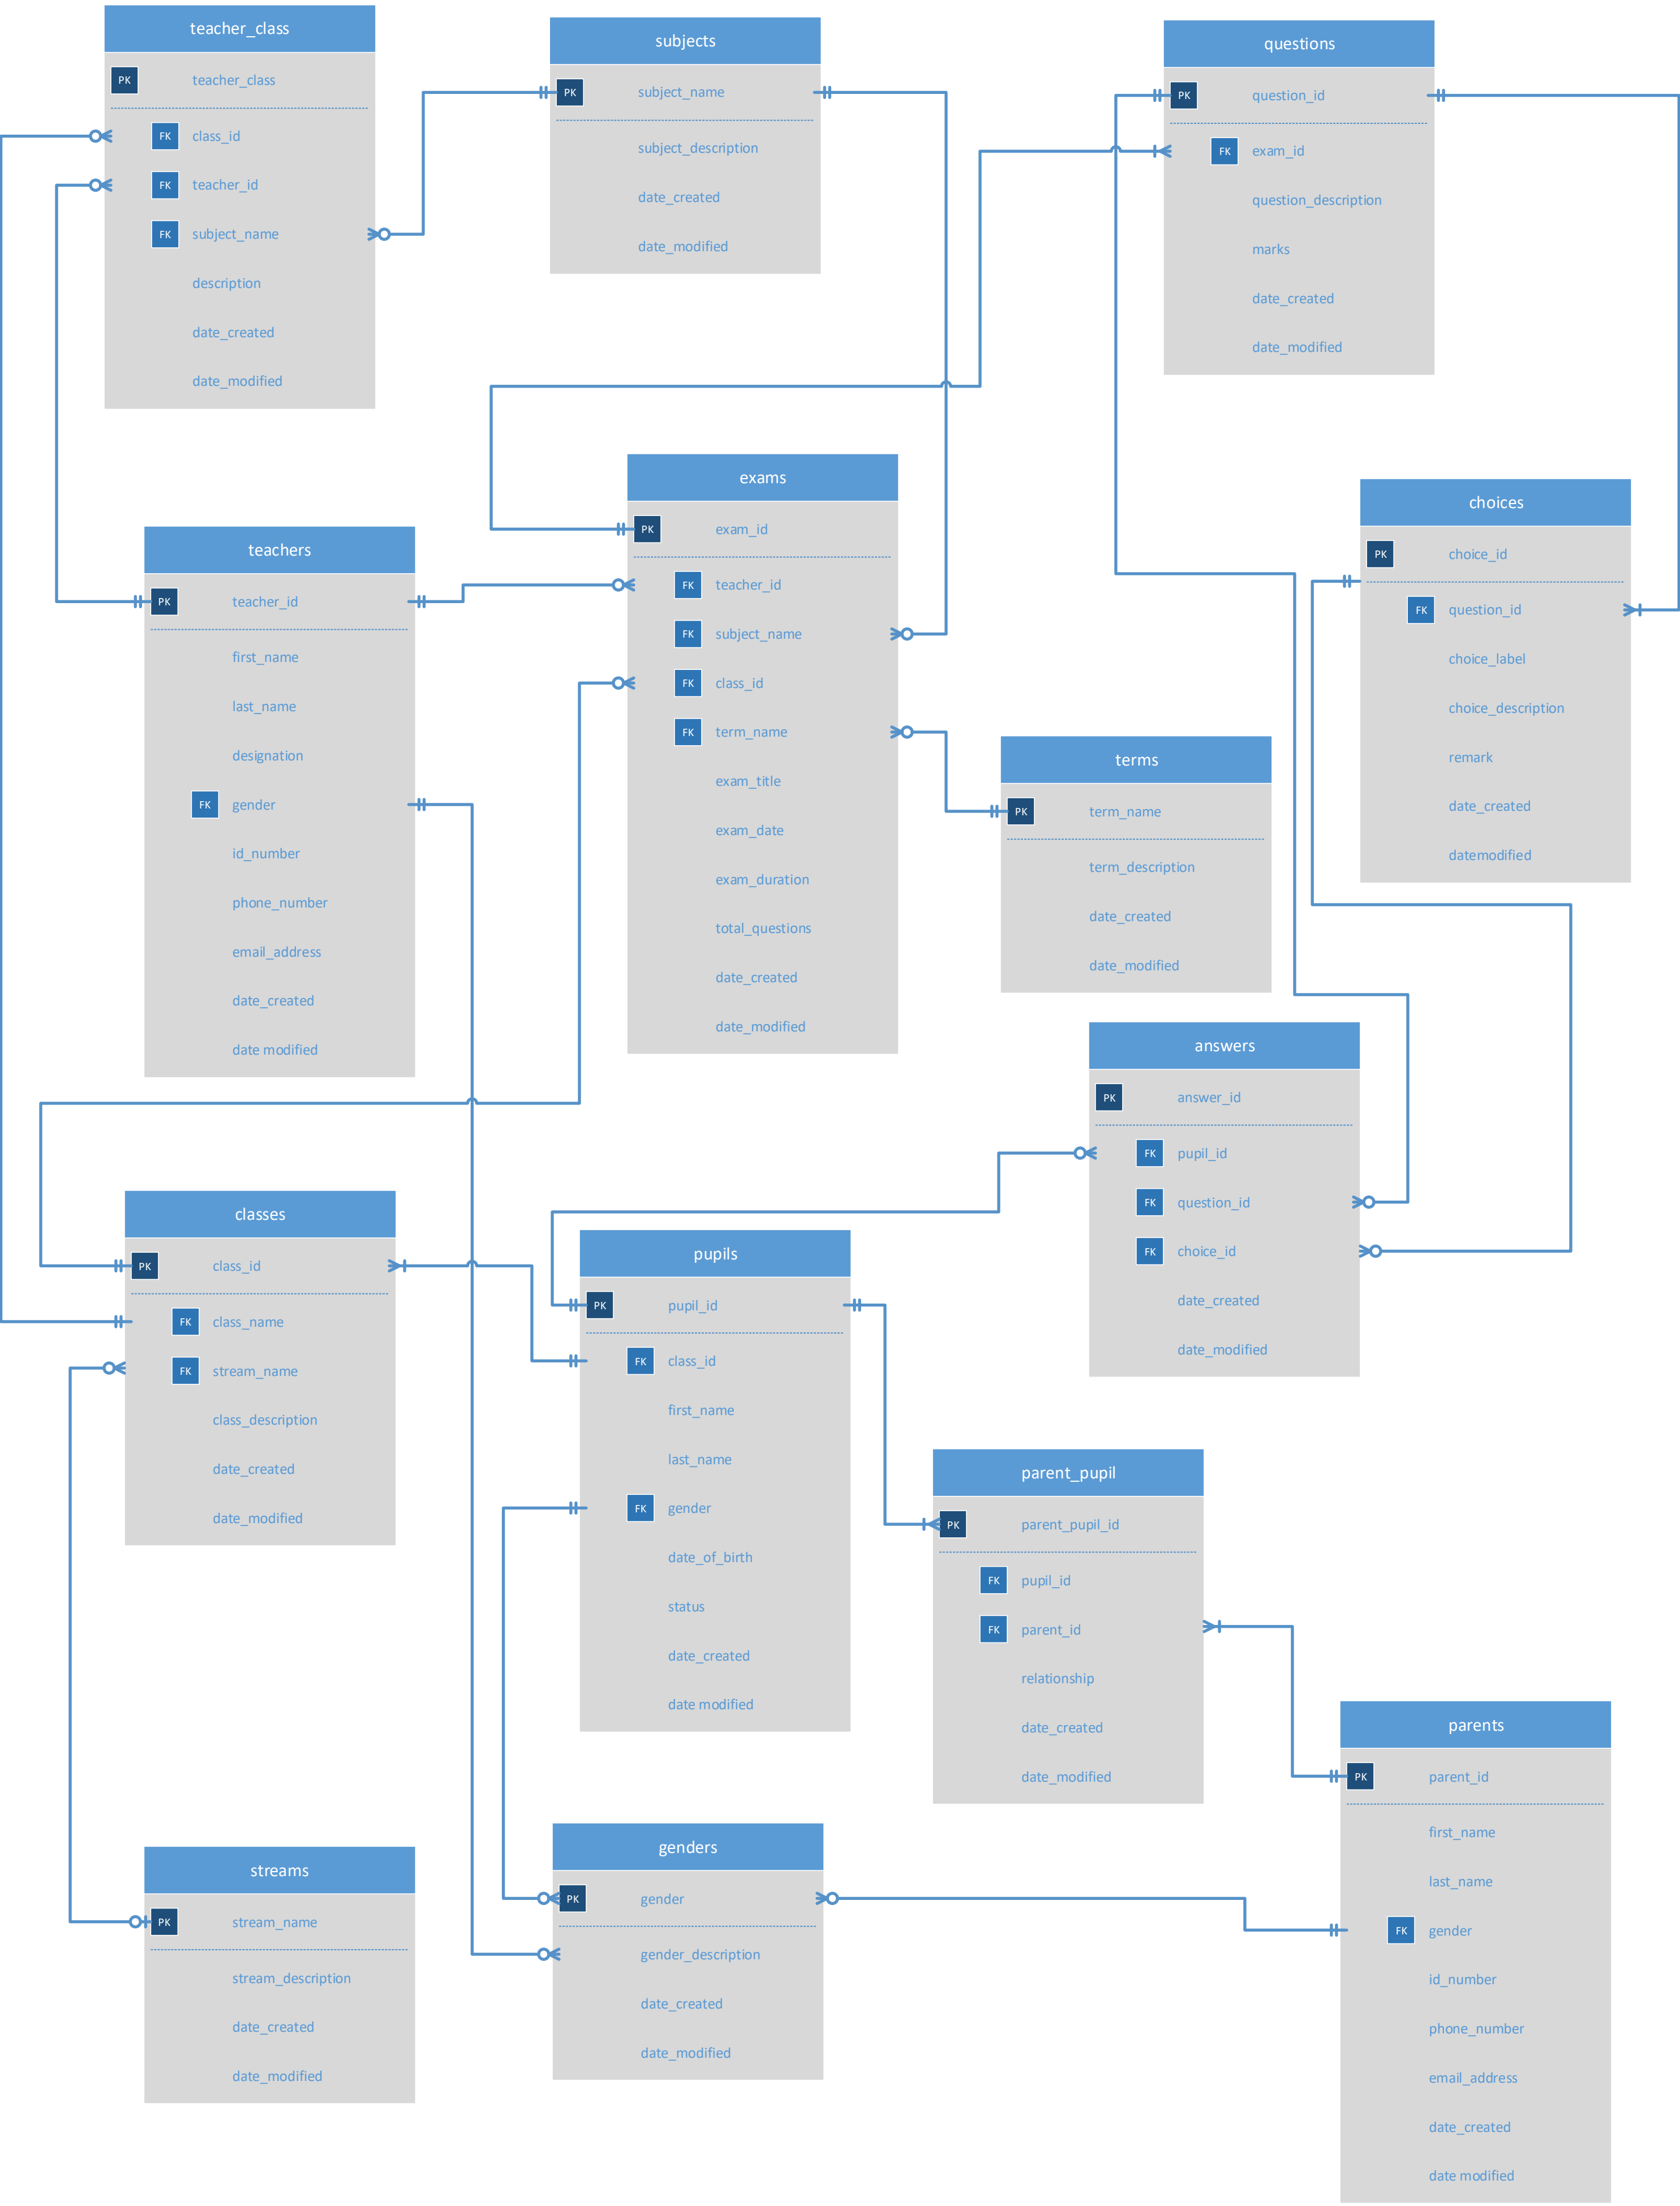 teacher_class
PK teacher_class
FK class_id
FK teacher_id
FK subject_name
description
date_created
date_modified
subjects
PK subject_name
subject_description
date_created
date_modified
questions
PK question_id
FK exam_id
question_description
marks
date_created
date_modified
exams
PK exam_id
FK teacher_id
FK subject_name
FK class_id
FK term_name
exam_title
exam_date
exam_duration
total_questions
date_created
date_modified
choices
PK choice_id
FK question_id
choice_label
choice_description
remark
date_created
datemodified
teachers
PK teacher_id
first_name
last_name
designation
FK gender
id_number
phone_number
email_address
date_created
date modified
terms
PK term_name
term_description
date_created
date_modified
answers
PK answer_id
FK pupil_id
FK question_id
FK choice_id
date_created
date_modified
classes
PK class_id
FK class_name
FK stream_name
class_description
date_created
date_modified
pupils
PK pupil_id
FK class_id
first_name
last_name
FK gender
date_of_birth
status
date_created
date modified
parent_pupil
PK parent_pupil_id
FK pupil_id
FK parent_id
relationship
date_created
date_modified
parents
PK parent_id
first_name
last_name
FK gender
id_number
phone_number
email_address
date_created
date modified
genders
PK gender
gender_description
date_created
date_modified
streams
PK stream_name
stream_description
date_created
date_modified